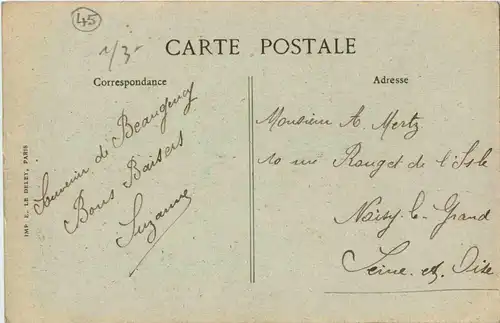 45
1/3-
CARTE POSTALE
Correspondance
Souvenir de Beaugency
Bons Baisers
Suzanne
Adresse
Monsieur A. Mertz
10 rue Rouget de l'Isle
Noisy-le-Grand
Seine et Oise
IMP. E. LE DELEY, PARIS